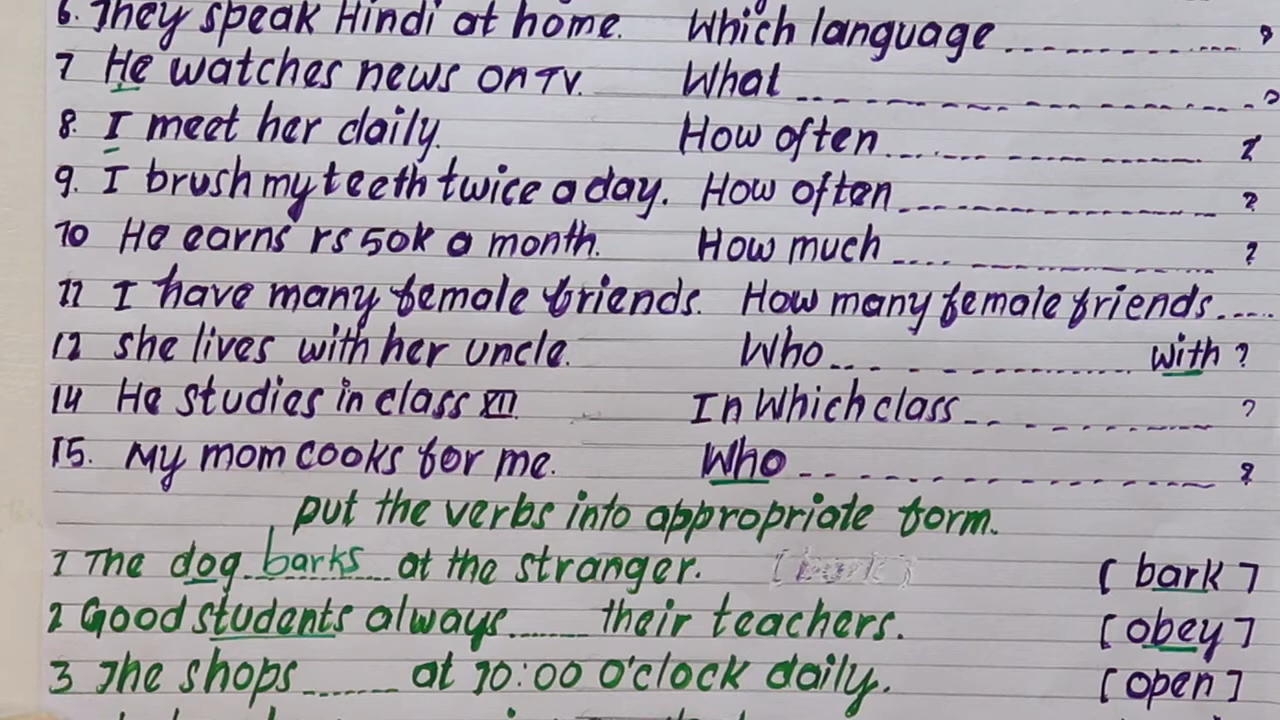 6. They speak Hindi at home. Which language ..................?
7 He watches news on TV. What ..................?
8. I meet her daily. How often ..................?
9. I brush my teeth twice a day. How often ..................?
10 He earns rs 50k a month. How much ..................?
11 I have many female friends. How many female friends.....
12 she lives with her uncle. Who .................. with ?
14 He studies in class XII. In Which class ..................?
15. My mom cooks for me. Who ..................?
put the verbs into appropriate form.
1 The dog barks at the stranger. [ bark ]
2 Good students always ....... their teachers. [ obey ]
3 The shops ....... at 10:00 O'clock daily. [ open ]